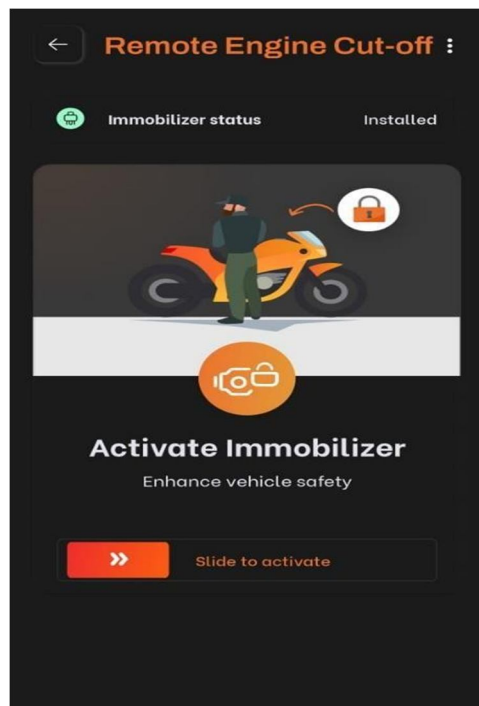 Remote Engine Cut-off
Immobilizer status Installed
Activate Immobilizer
Enhance vehicle safety
Slide to activate